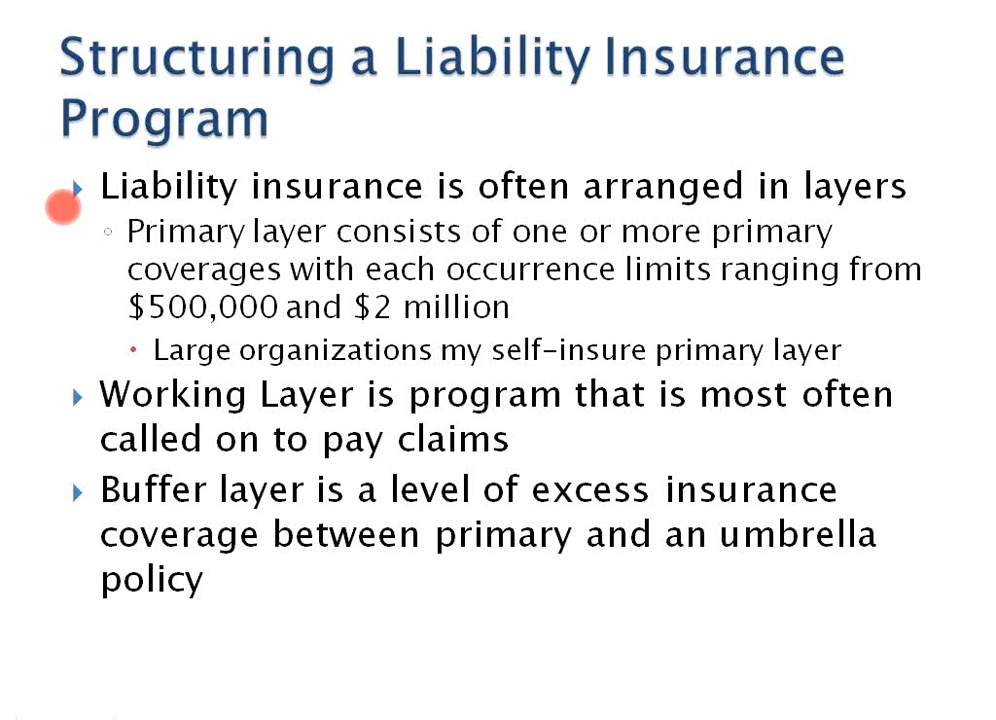 Structuring a Liability Insurance
Program
Liability insurance is often arranged in layers
Primary layer consists of one or more primary
coverages with each occurrence limits ranging from
$500,000 and $2 million
Large organizations my self-insure primary layer
Working Layer is program that is most often
called on to pay claims
Buffer layer is a level of excess insurance
coverage between primary and an umbrella
policy